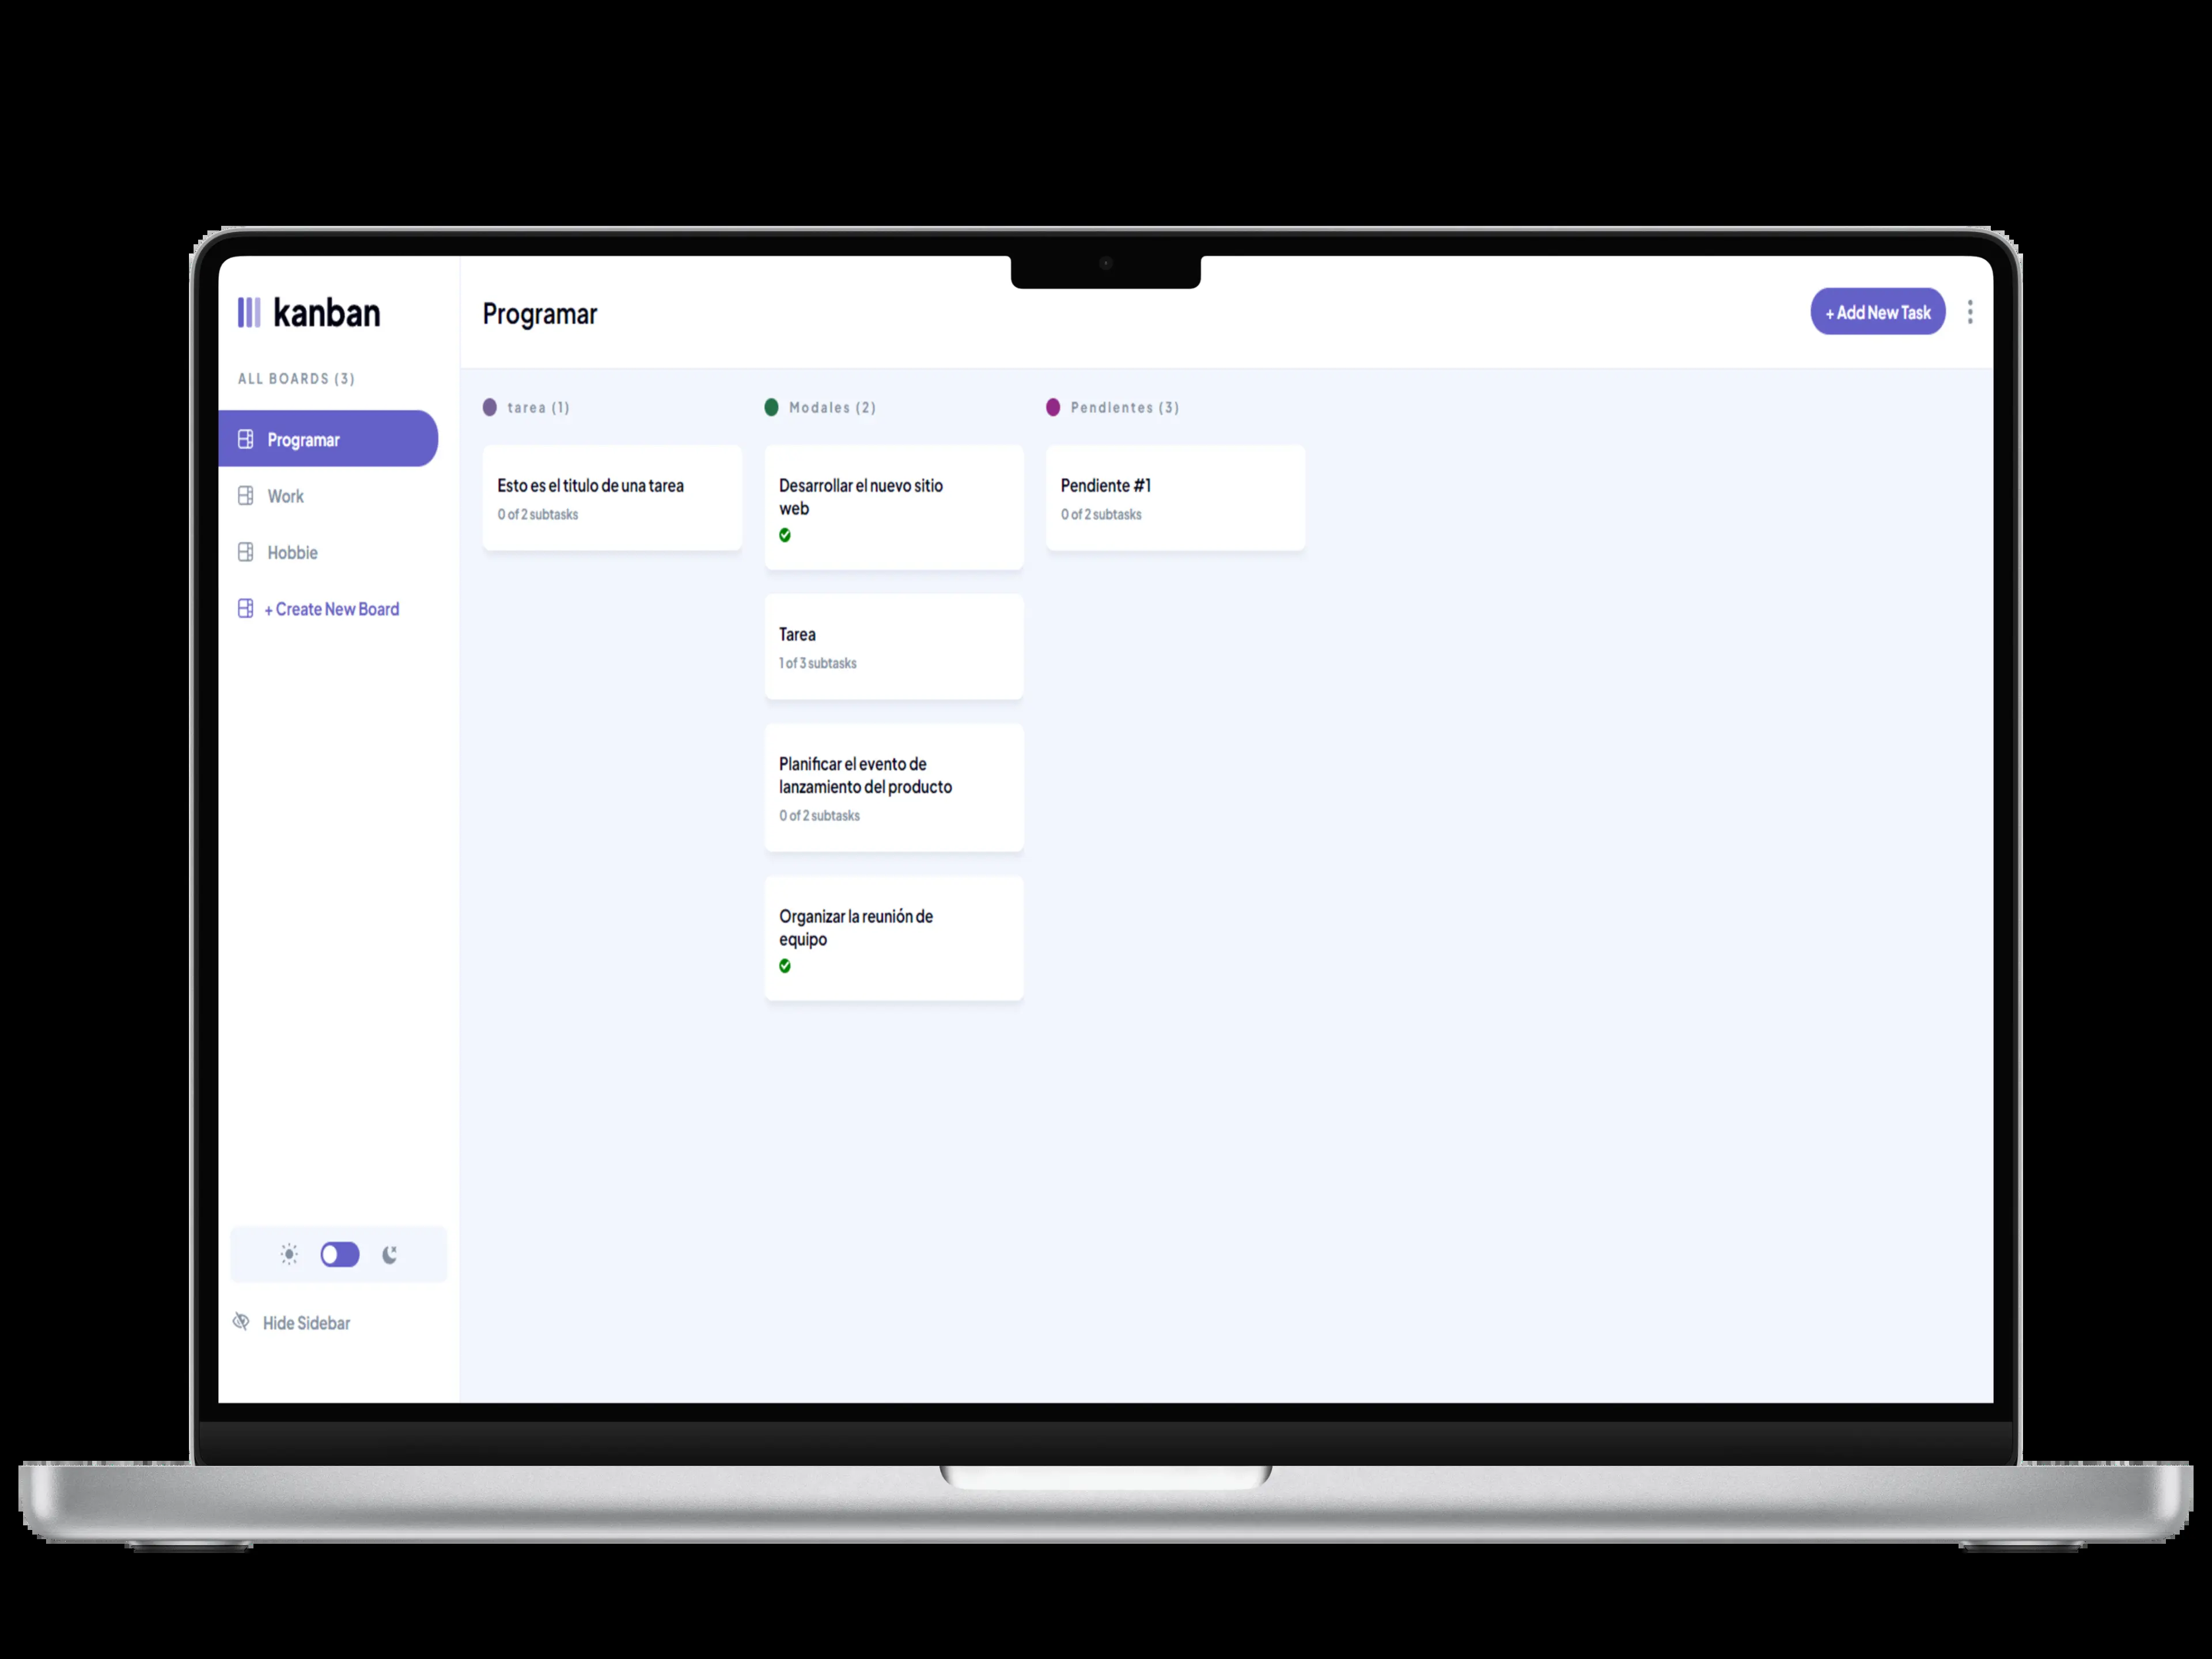 kanban
ALL BOARDS (3)
Programar
Work
Hobbie
+ Create New Board
Hide Sidebar
Programar
+ Add New Task
tarea (1)
Esto es el titulo de una tarea
0 of 2 subtasks
Modales (2)
Desarrollar el nuevo sitio
web
Tarea
1 of 3 subtasks
Planificar el evento de
lanzamiento del producto
0 of 2 subtasks
Organizar la reunión de
equipo
Pendientes (3)
Pendiente #1
0 of 2 subtasks